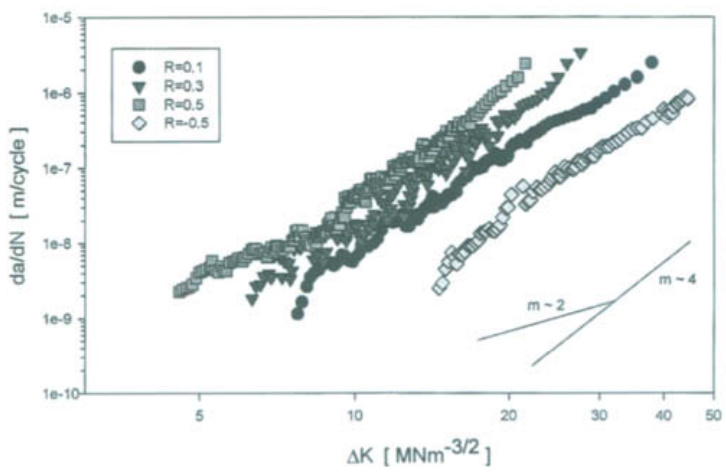 1e-5
R=0.1
R=0.3
R=0.5
R=-0.5
1e-6
1e-7
1e-8
1e-9
1e-10
da/dN [ m/cycle ]
m ~ 2
m ~ 4
5
10
20
30
40
50
ΔK [ MNm-3/2 ]